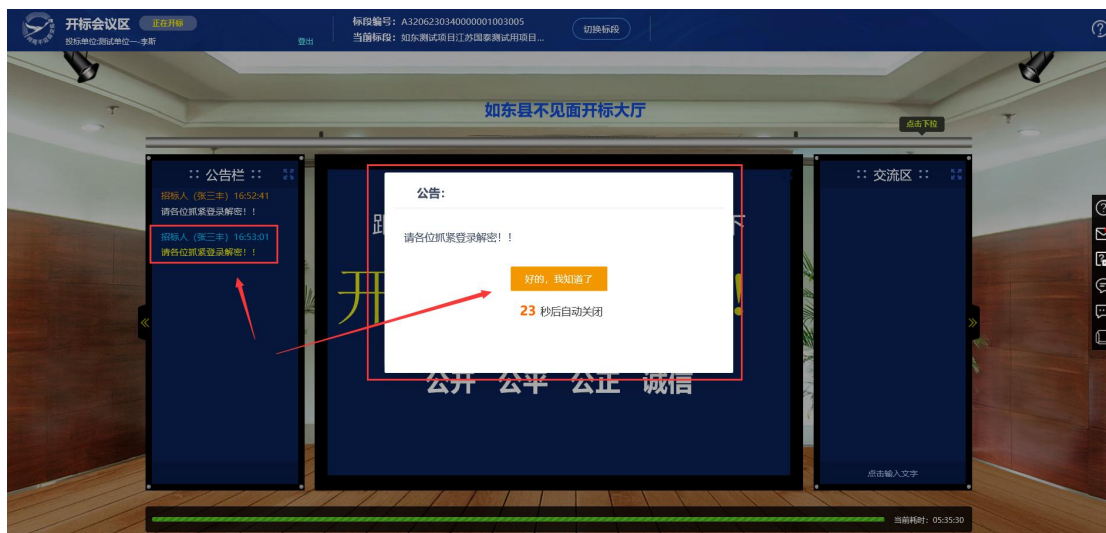 开标会议区 正在开标
投标单位:测试单位一-李斯 登出
标段编号：A3206230340000001003005
当前标段：如东测试项目江苏国泰测试用项目...
切换标段
如东县不见面开标大厅
点击下拉
:: 公告栏 ::
招标人（张三丰）16:52:41
请各位抓紧登录解密！！
招标人（张三丰）16:53:01
请各位抓紧登录解密！！
公告：
请各位抓紧登录解密！！
好的，我知道了
23 秒后自动关闭
距
下
开
！
公开 公平 公正 诚信
:: 交流区 ::
点击输入文字
当前耗时：05:35:30